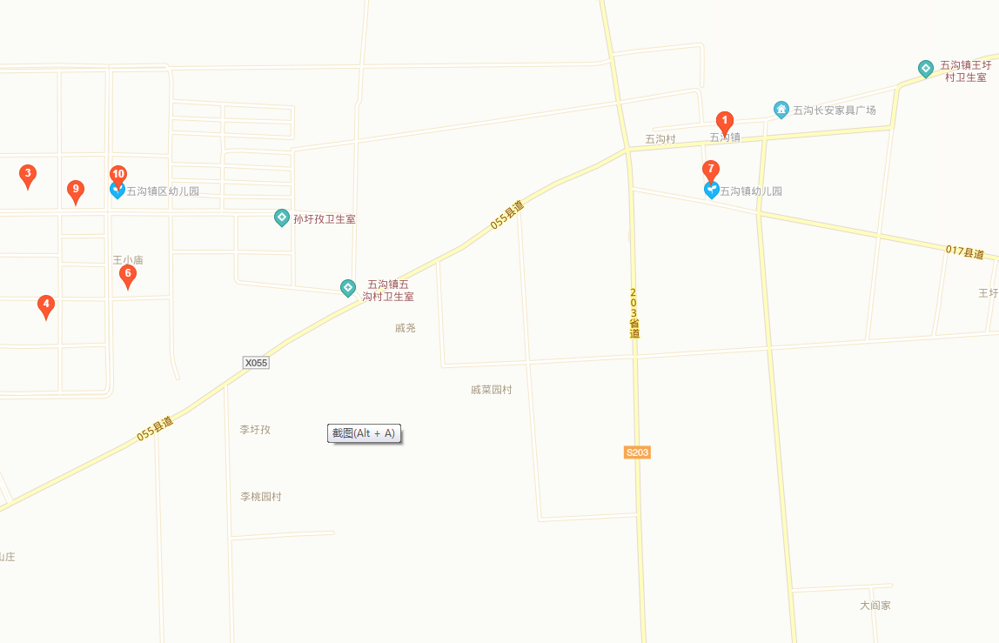 五沟镇王圩
村卫生室
五沟长安家具广场
1
五沟村
五沟镇
3
10
9
7
五沟镇区幼儿园
五沟镇幼儿园
055县道
孙圩孜卫生室
017县道
王小庙
6
五沟镇五
沟村卫生室
王圩
4
203省道
戚尧
X055
戚菜园村
055县道
李圩孜
截图(Alt + A)
S203
李桃园村
山庄
大阎家